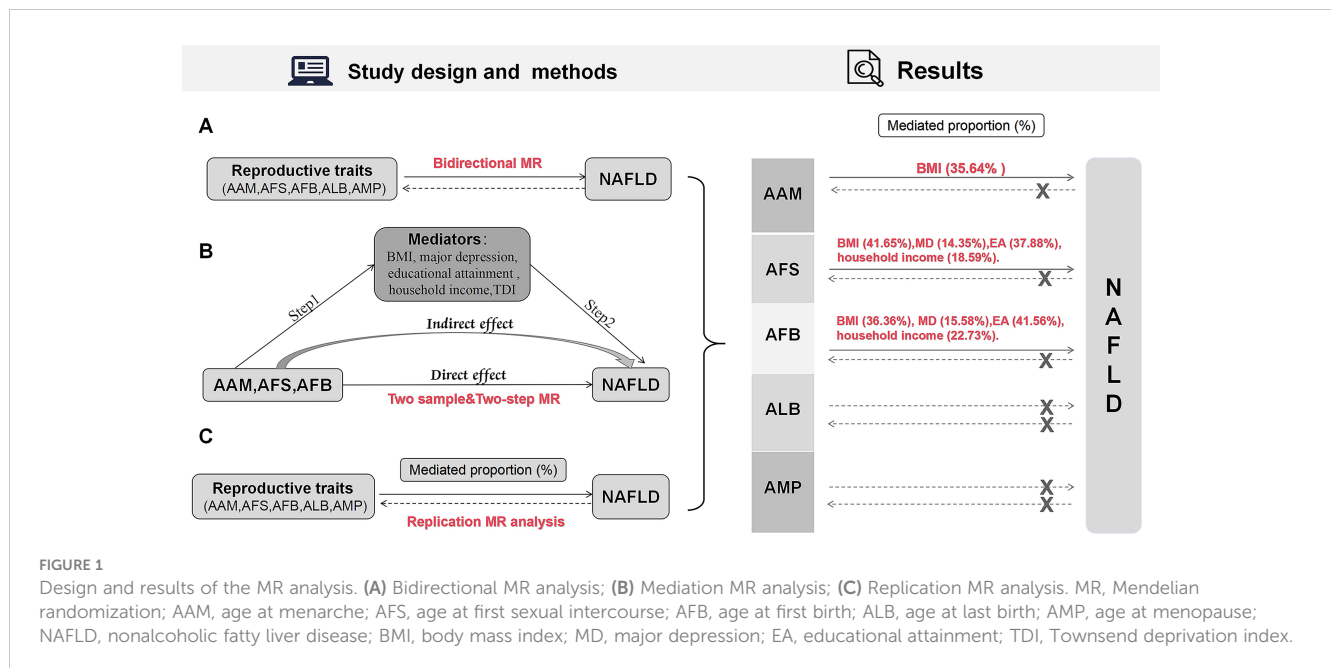 Study design and methods
Results
Mediated proportion (%)
A
Reproductive traits
(AAM,AFS,AFB,ALB,AMP)
Bidirectional MR
NAFLD
B
Mediators:
BMI, major depression,
educational attainment ,
household income,TDI
Step1
Step2
Indirect effect
AAM,AFS,AFB
Direct effect
Two sample&Two-step MR
NAFLD
C
Reproductive traits
(AAM,AFS,AFB,ALB,AMP)
Mediated proportion (%)
Replication MR analysis
NAFLD
AAM
BMI (35.64% )
X
AFS
BMI (41.65%),MD (14.35%),EA (37.88%),
household income (18.59%).
X
AFB
BMI (36.36%), MD (15.58%),EA (41.56%),
household income (22.73%).
X
ALB
X
X
AMP
X
X
N
A
F
L
D
FIGURE 1
Design and results of the MR analysis. (A) Bidirectional MR analysis; (B) Mediation MR analysis; (C) Replication MR analysis. MR, Mendelian
randomization; AAM, age at menarche; AFS, age at first sexual intercourse; AFB, age at first birth; ALB, age at last birth; AMP, age at menopause;
NAFLD, nonalcoholic fatty liver disease; BMI, body mass index; MD, major depression; EA, educational attainment; TDI, Townsend deprivation index.